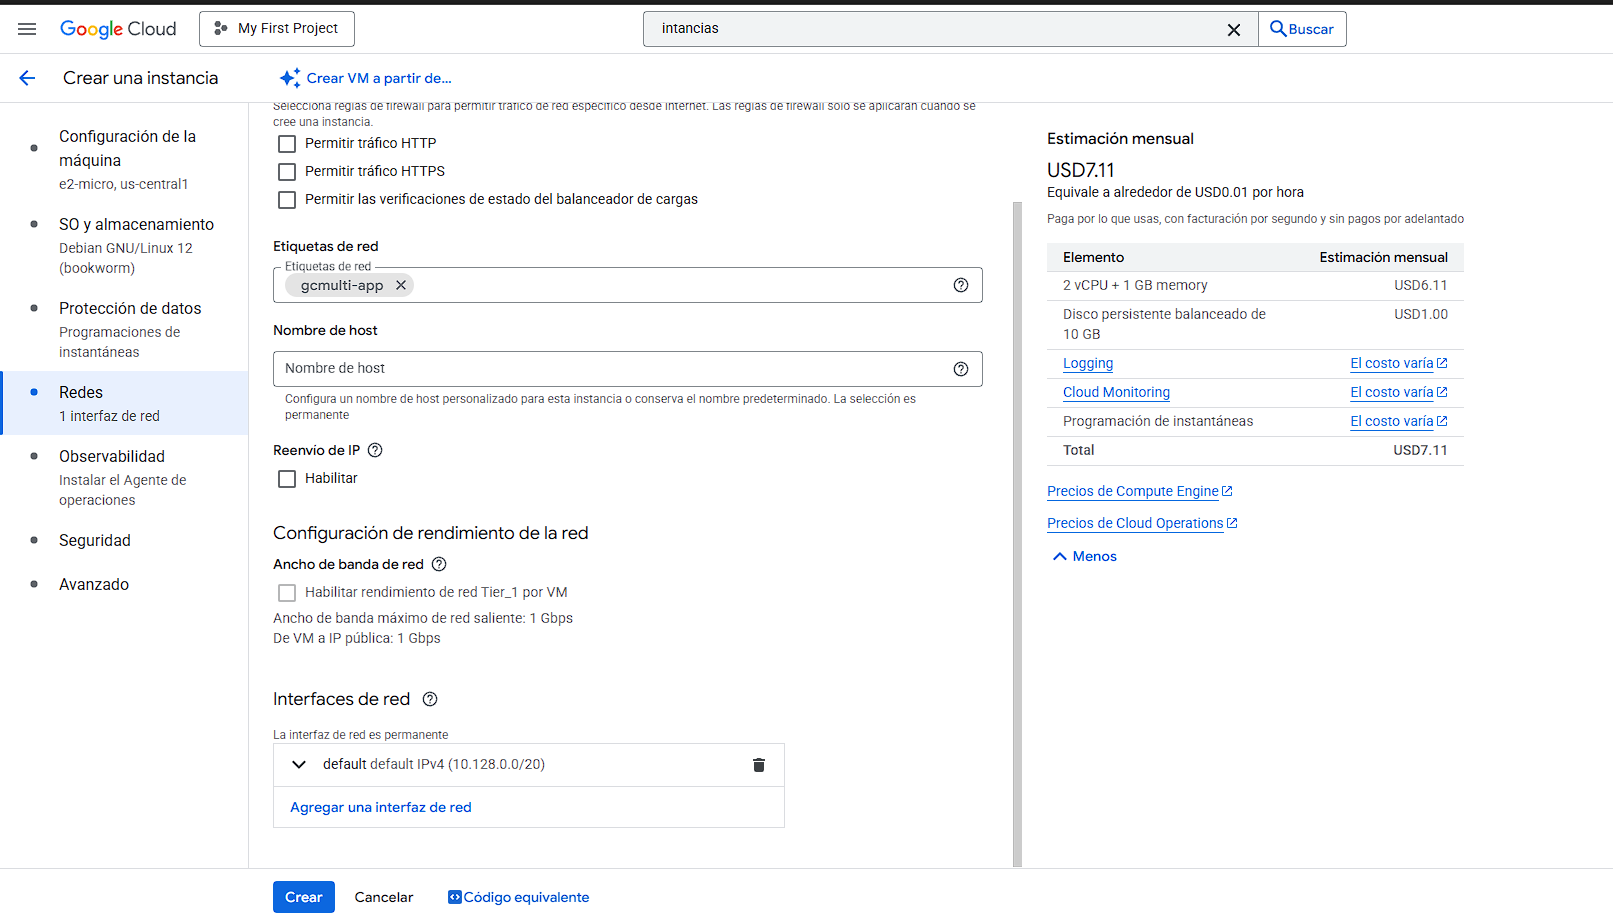 Google Cloud
My First Project
intancias
Buscar
Crear una instancia
Crear VM a partir de...
Configuración de la
máquina
e2-micro, us-central1
SO y almacenamiento
Debian GNU/Linux 12
(bookworm)
Protección de datos
Programaciones de
instantáneas
Redes
1 interfaz de red
Observabilidad
Instalar el Agente de
operaciones
Seguridad
Avanzado
Selecciona reglas de firewall para permitir tráfico de red específico desde Internet. Las reglas de firewall solo se aplicarán cuando se
cree una instancia.
Permitir tráfico HTTP
Permitir tráfico HTTPS
Permitir las verificaciones de estado del balanceador de cargas
Etiquetas de red
Etiquetas de red
gcmulti-app
Nombre de host
Nombre de host
Configura un nombre de host personalizado para esta instancia o conserva el nombre predeterminado. La selección es
permanente
Reenvío de IP
Habilitar
Configuración de rendimiento de la red
Ancho de banda de red
Habilitar rendimiento de red Tier_1 por VM
Ancho de banda máximo de red saliente: 1 Gbps
De VM a IP pública: 1 Gbps
Interfaces de red
La interfaz de red es permanente
default default IPv4 (10.128.0.0/20)
Agregar una interfaz de red
Estimación mensual
USD7.11
Equivale a alrededor de USD0.01 por hora
Paga por lo que usas, con facturación por segundo y sin pagos por adelantado
Elemento Estimación mensual
2 vCPU + 1 GB memory USD6.11
Disco persistente balanceado de USD1.00
10 GB
Logging El costo varía
Cloud Monitoring El costo varía
Programación de instantáneas El costo varía
Total USD7.11
Precios de Compute Engine
Precios de Cloud Operations
Menos
Crear
Cancelar
Código equivalente